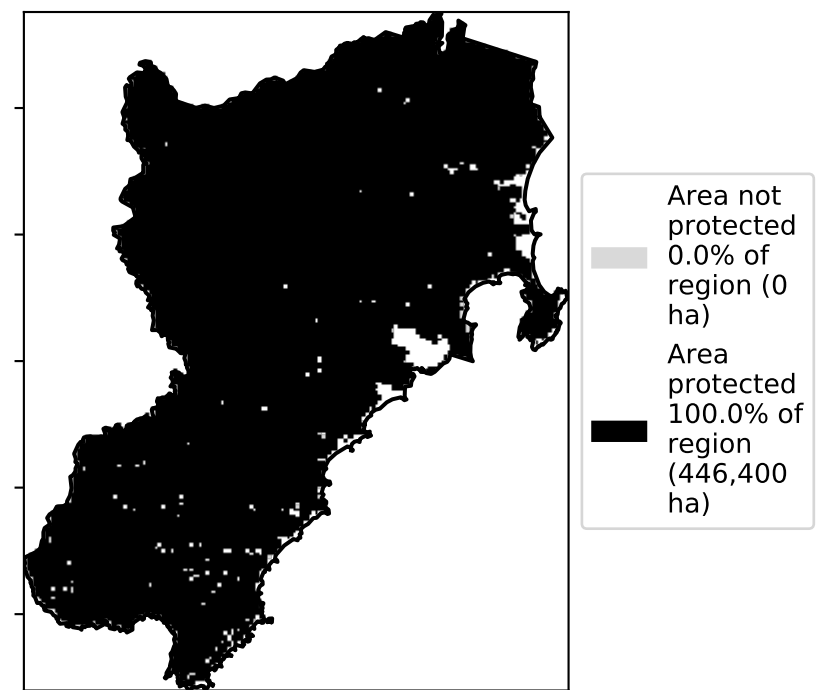 Area not
protected
0.0% of
region (0
ha)
Area
protected
100.0% of
region
(446,400
ha)